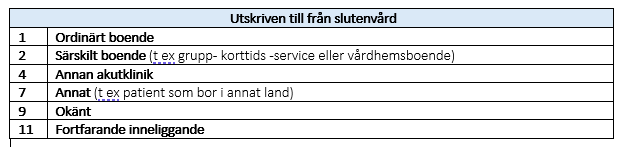 Utskriven till från slutenvård
1 Ordinärt boende
2 Särskilt boende (t ex grupp- korttids -service eller vårdhemsboende)
4 Annan akutklinik
7 Annat (t ex patient som bor i annat land)
9 Okänt
11 Fortfarande inneliggande